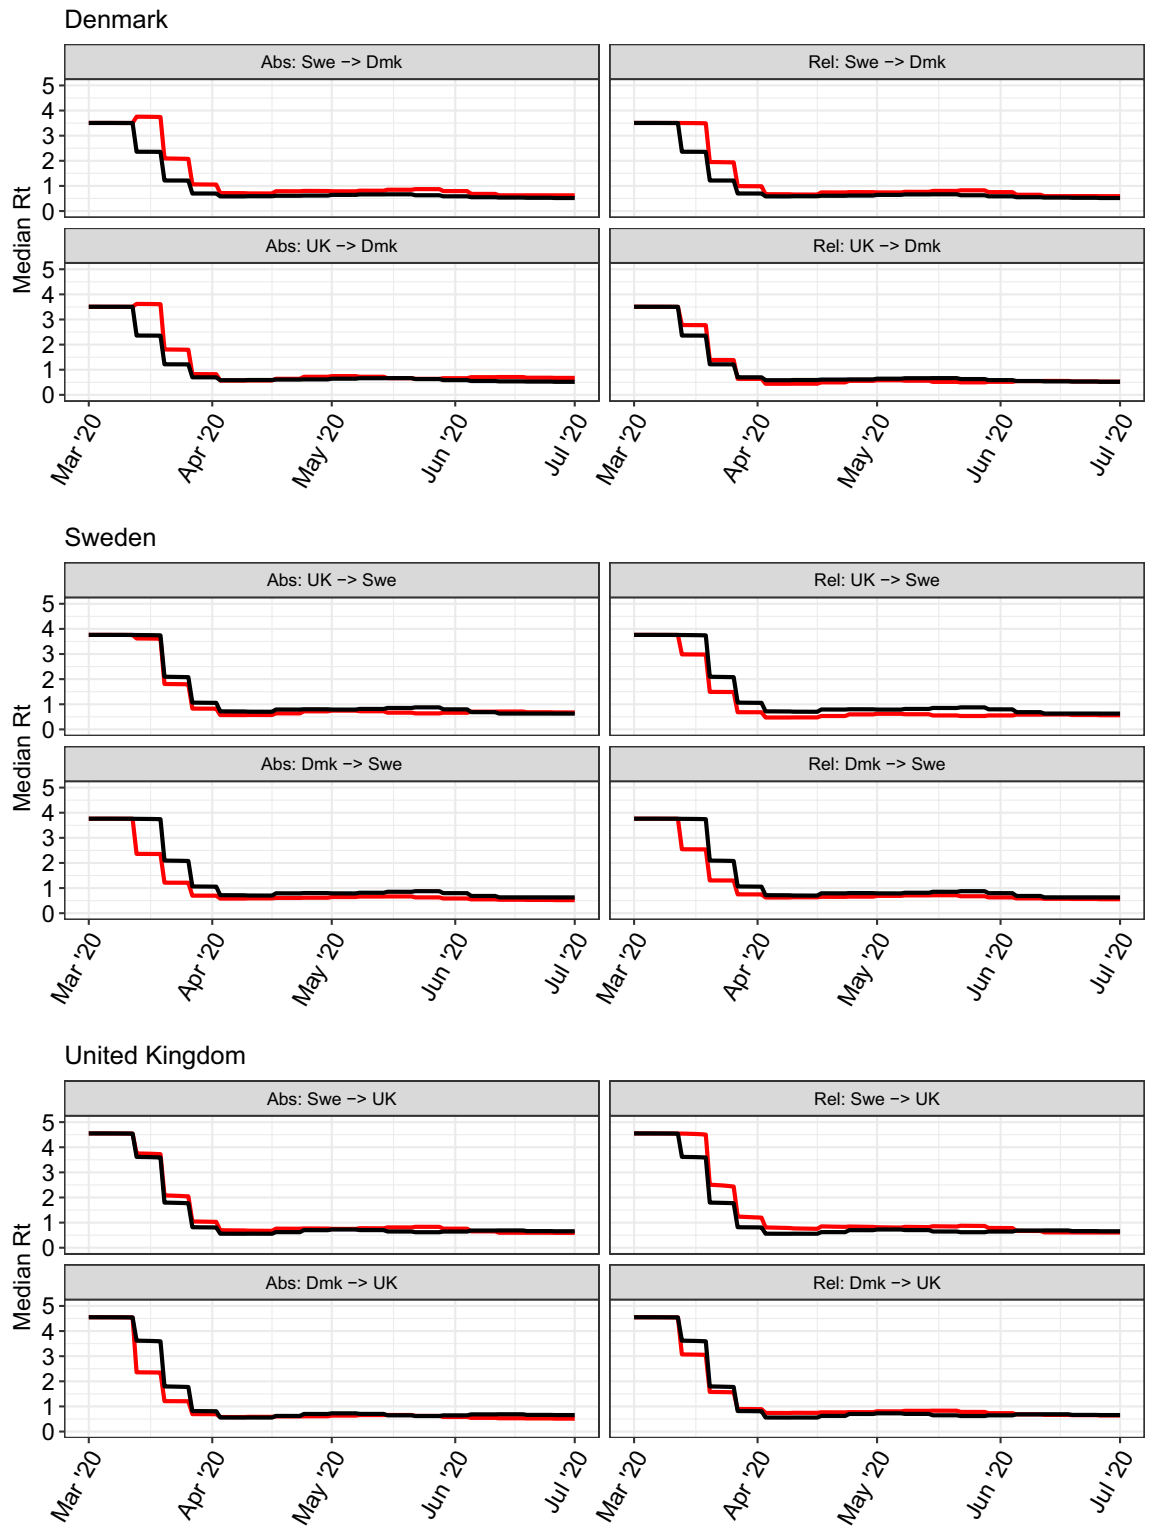 Denmark
Abs: Swe −> Dmk
Rel: Swe −> Dmk
5
4
3
2
1
0
Abs: UK −> Dmk
Rel: UK −> Dmk
5
4
3
2
1
0
Median Rt
Mar '20
Apr '20
May '20
Jun '20
Jul '20
Mar '20
Apr '20
May '20
Jun '20
Jul '20
Sweden
Abs: UK −> Swe
Rel: UK −> Swe
5
4
3
2
1
0
Abs: Dmk −> Swe
Rel: Dmk −> Swe
5
4
3
2
1
0
Median Rt
Mar '20
Apr '20
May '20
Jun '20
Jul '20
Mar '20
Apr '20
May '20
Jun '20
Jul '20
United Kingdom
Abs: Swe −> UK
Rel: Swe −> UK
5
4
3
2
1
0
Abs: Dmk −> UK
Rel: Dmk −> UK
5
4
3
2
1
0
Median Rt
Mar '20
Apr '20
May '20
Jun '20
Jul '20
Mar '20
Apr '20
May '20
Jun '20
Jul '20